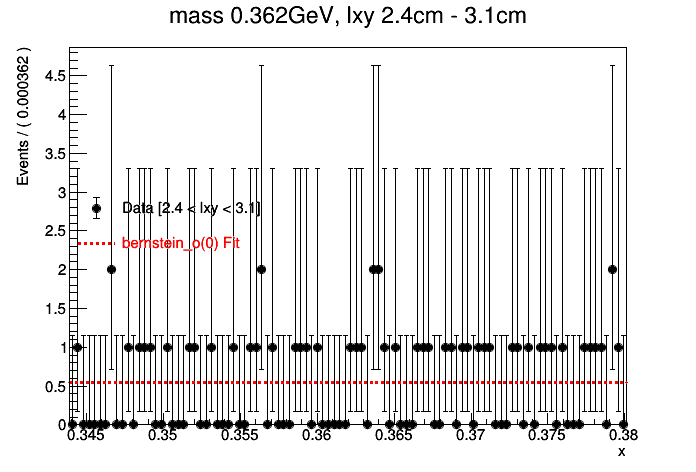 mass 0.362GeV, lxy 2.4cm - 3.1cm
Events / ( 0.000362 )
4.5
4
3.5
3
2.5
2
1.5
1
0.5
0
Data [2.4 < lxy < 3.1]
bernstein_o(0) Fit
0.345 0.35 0.355 0.36 0.365 0.37 0.375 0.38
x